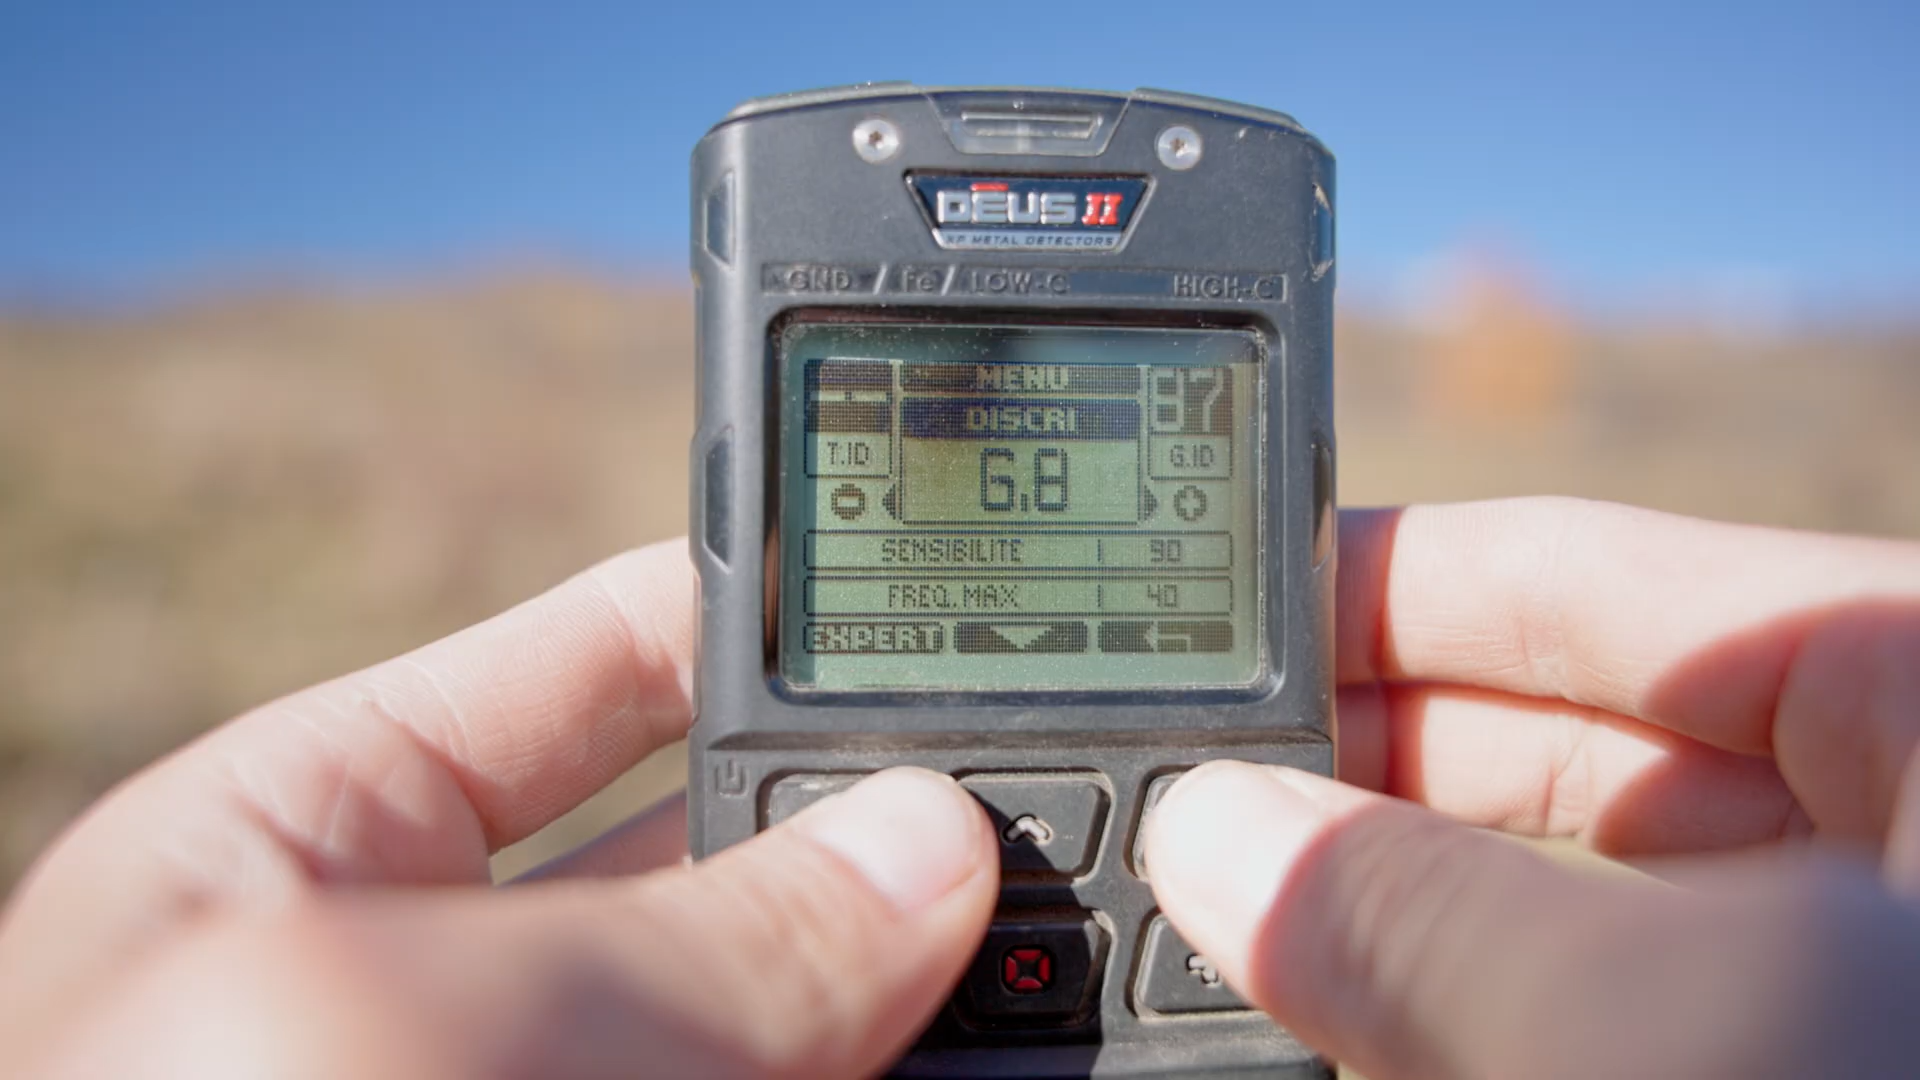 DEUS II
XP METAL DETECTORS
GND / Fe / LOW-C HIGH-C
MENU
87
DISCRI
T.ID
6.8
G.ID
SENSIBILITE | 90
FREQ.MAX | 40
EXPERT